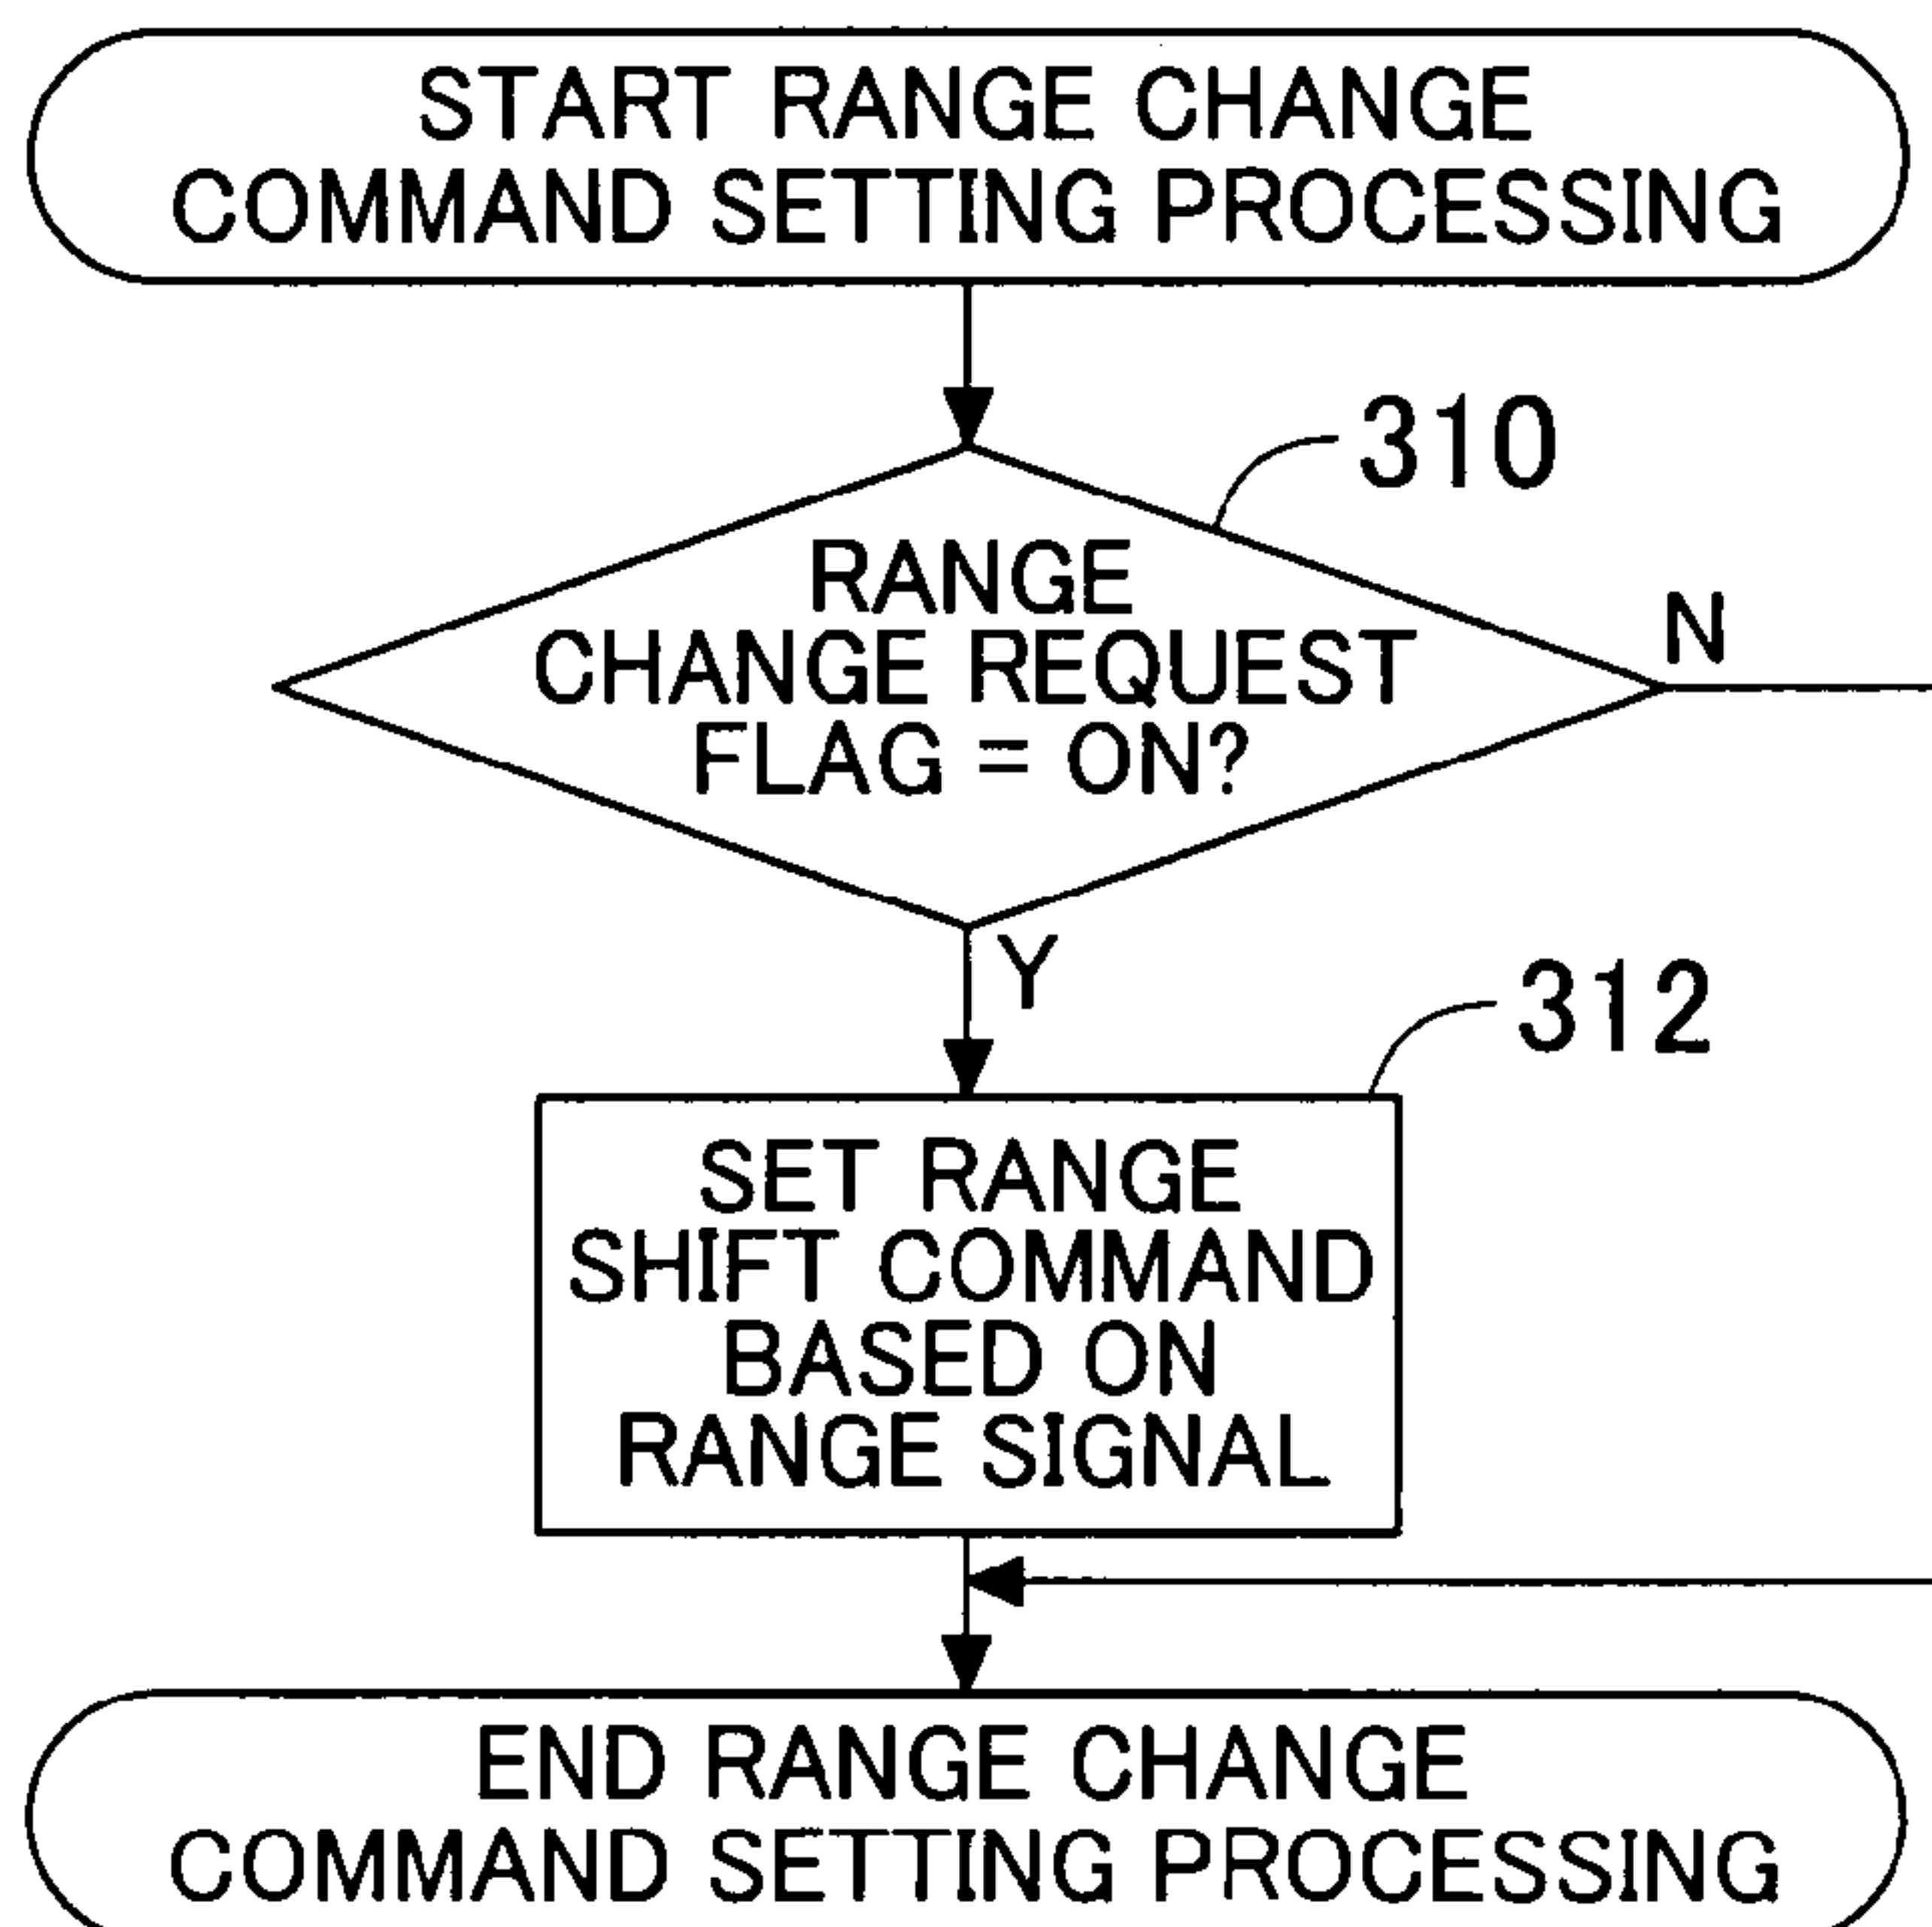 START RANGE CHANGE
COMMAND SETTING PROCESSING
310
RANGE
CHANGE REQUEST
FLAG = ON?
N
Y
312
SET RANGE
SHIFT COMMAND
BASED ON
RANGE SIGNAL
END RANGE CHANGE
COMMAND SETTING PROCESSING